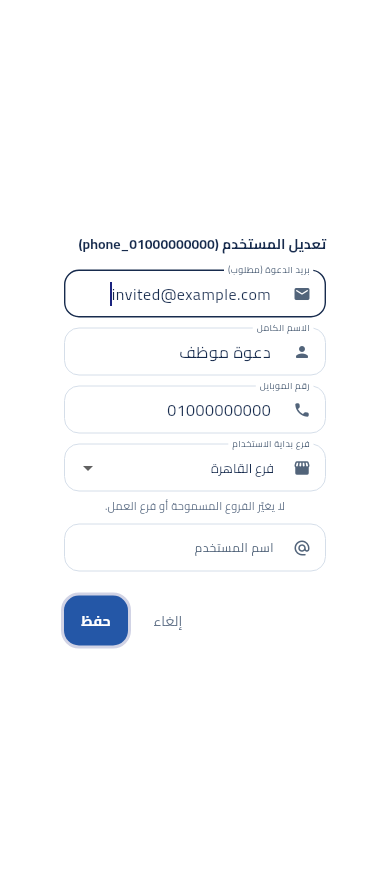 تعديل المستخدم (phone_01000000000)
بريد الدعوة (مطلوب)
invited@example.com
الاسم الكامل
دعوة موظف
رقم الموبايل
01000000000
فرع بداية الاستخدام
فرع القاهرة
لا يغيّر الفروع المسموحة أو فرع العمل.
اسم المستخدم
إلغاء
حفظ